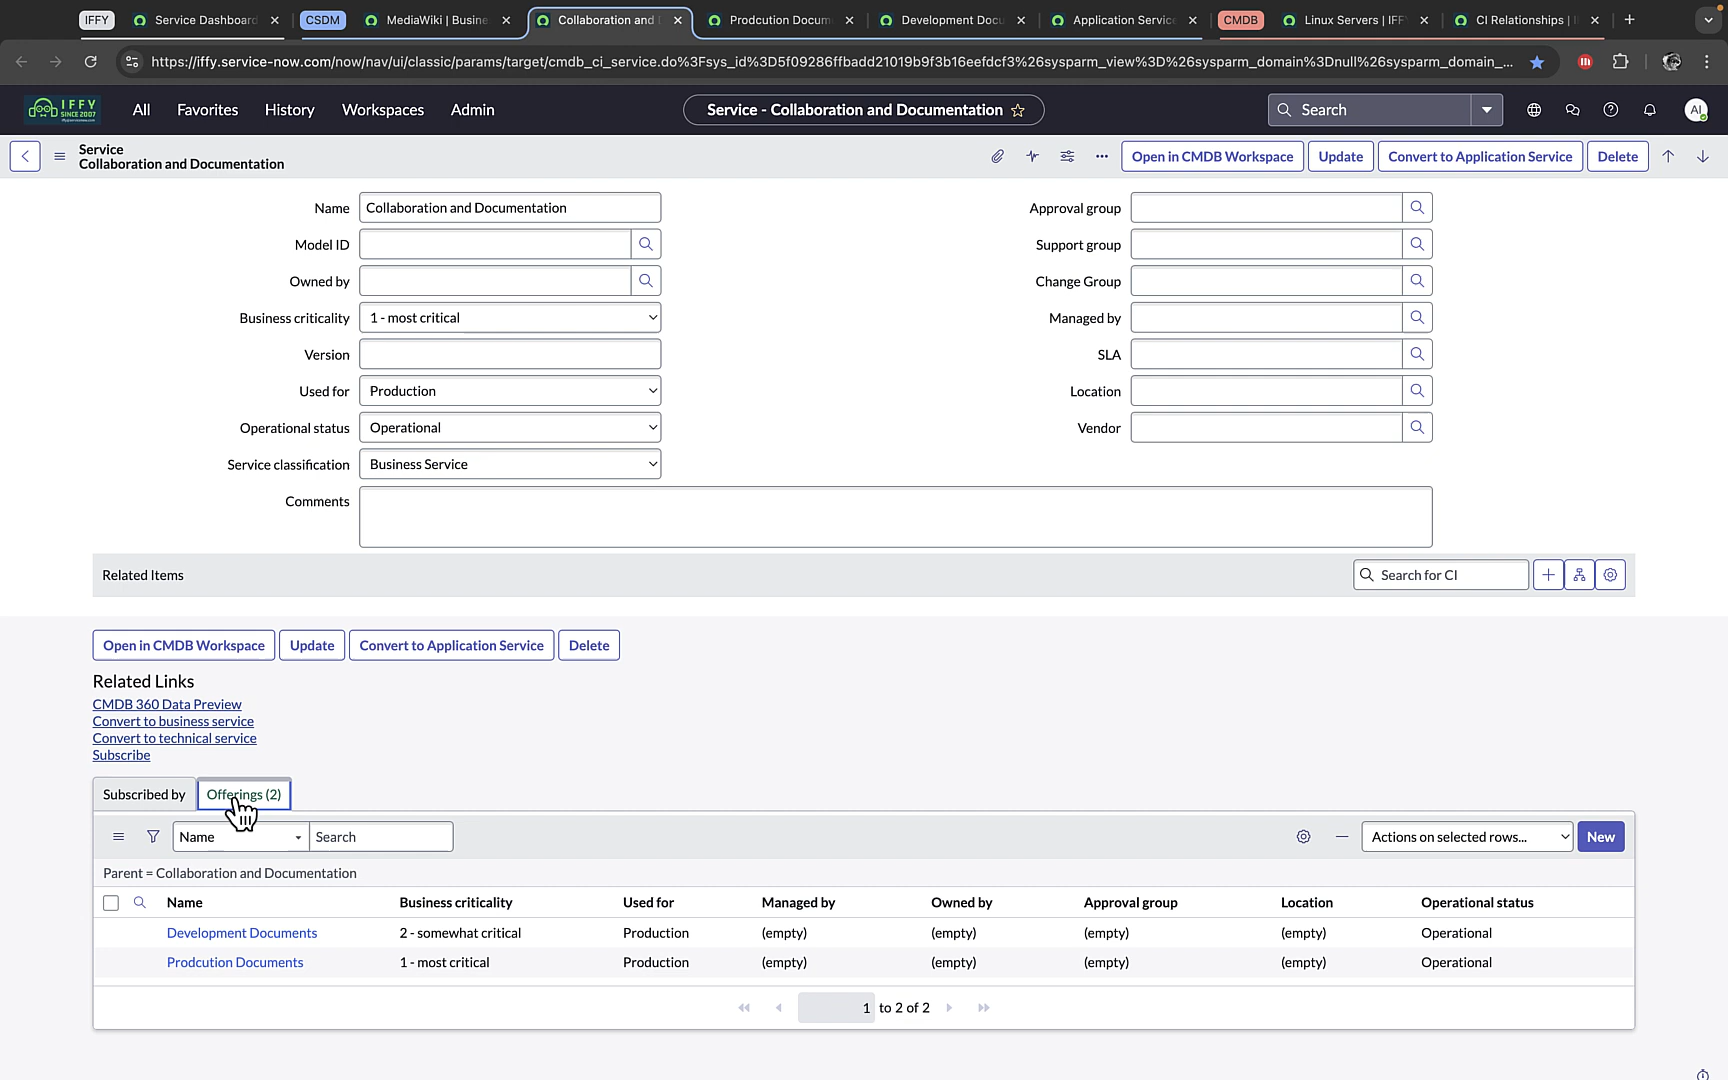 IFFY
Service Dashboard
CSDM
MediaWiki | Busine
Collaboration and
Prodcution Docum
Development Docu
Application Service
CMDB
Linux Servers | IFF
CI Relationships |
https://iffy.service-now.com/now/nav/ui/classic/params/target/cmdb_ci_service.do%3Fsys_id%3D5f09286ffbadd21019b9f3b16eefdcf3%26sysparm_view%3D%26sysparm_domain%3Dnull%26sysparm_domain_...
IFFY
SINCE 2007
All
Favorites
History
Workspaces
Admin
Service - Collaboration and Documentation
Search
AI
Service
Collaboration and Documentation
Open in CMDB Workspace
Update
Convert to Application Service
Delete
Name
Collaboration and Documentation
Approval group
Model ID
Support group
Owned by
Change Group
Business criticality
1 - most critical
Managed by
Version
SLA
Used for
Production
Location
Operational status
Operational
Vendor
Service classification
Business Service
Comments
Related Items
Search for CI
Open in CMDB Workspace
Update
Convert to Application Service
Delete
Related Links
CMDB 360 Data Preview
Convert to business service
Convert to technical service
Subscribe
Subscribed by
Offerings (2)
Name
Search
Actions on selected rows...
New
Parent = Collaboration and Documentation
Name Business criticality Used for Managed by Owned by Approval group Location Operational status
Development Documents 2 - somewhat critical Production (empty) (empty) (empty) (empty) Operational
Prodcution Documents 1 - most critical Production (empty) (empty) (empty) (empty) Operational
1 to 2 of 2